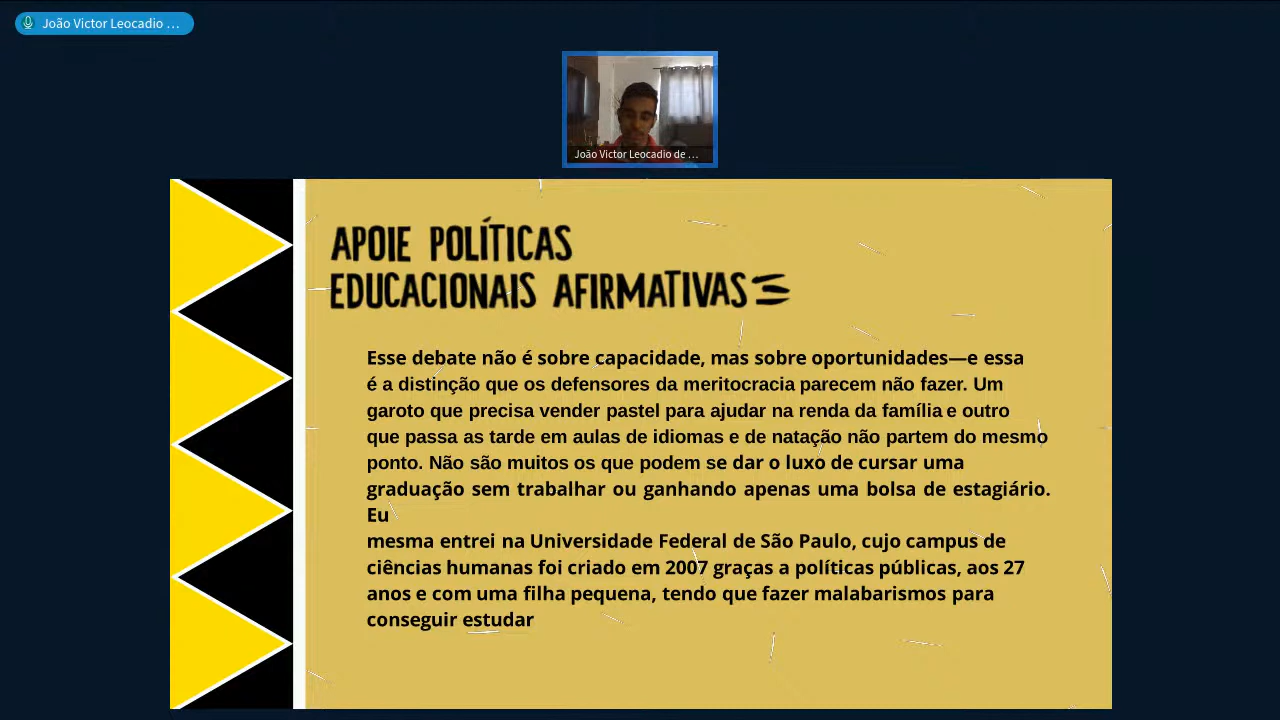 João Victor Leocadio ...
João Victor Leocadio de ...
APOIE POLÍTICAS
EDUCACIONAIS AFIRMATIVAS
Esse debate não é sobre capacidade, mas sobre oportunidades—e essa
é a distinção que os defensores da meritocracia parecem não fazer. Um
garoto que precisa vender pastel para ajudar na renda da família e outro
que passa as tarde em aulas de idiomas e de natação não partem do mesmo
ponto. Não são muitos os que podem se dar o luxo de cursar uma
graduação sem trabalhar ou ganhando apenas uma bolsa de estagiário.
Eu
mesma entrei na Universidade Federal de São Paulo, cujo campus de
ciências humanas foi criado em 2007 graças a políticas públicas, aos 27
anos e com uma filha pequena, tendo que fazer malabarismos para
conseguir estudar